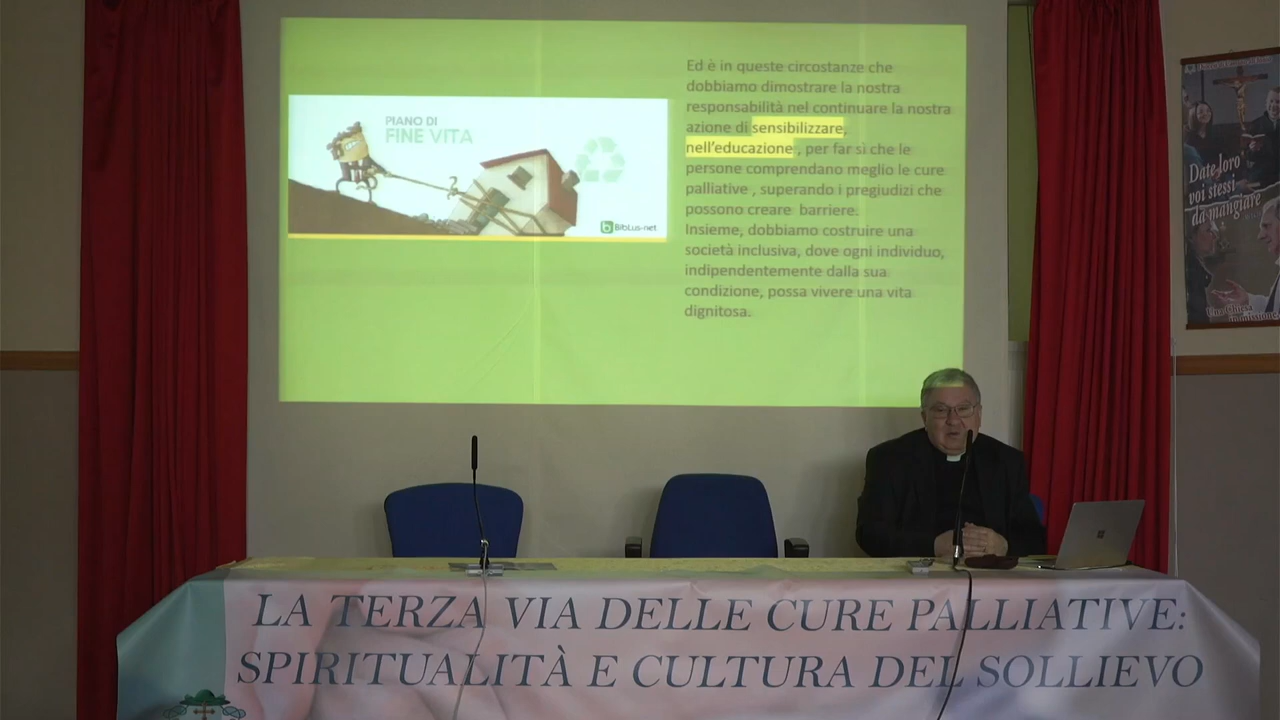 Ed è in queste circostanze che
dobbiamo dimostrare la nostra
responsabilità nel continuare la nostra
azione di sensibilizzare,
nell'educazione , per far sì che le
persone comprendano meglio le cure
palliative , superando i pregiudizi che
possono creare barriere.
Insieme, dobbiamo costruire una
società inclusiva, dove ogni individuo,
indipendentemente dalla sua
condizione, possa vivere una vita
dignitosa.
PIANO DI
FINE VITA
BibLus-net
Date loro
voi stessi
da mangiare
Una Chiesa
in missione
LA TERZA VIA DELLE CURE PALLIATIVE:
SPIRITUALITÀ E CULTURA DEL SOLLIEVO